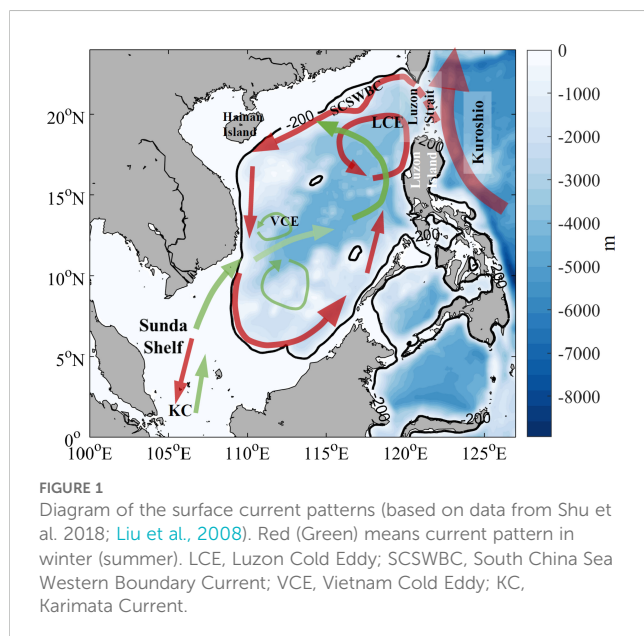 0
-1000
-2000
-3000
-4000
-5000
-6000
-7000
-8000
m
20°N
15°N
10°N
5°N
0°
100°E
105°E
110°E
115°E
120°E
125°E
-200
SCSWBC
Hainan
Island
LCE
Luzon
Strait
Kuroshio
Luzon
Island
VCE
200
-200
Sunda
Shelf
KC
200
-200
FIGURE 1
Diagram of the surface current patterns (based on data from Shu
et al. 2018; Liu et al., 2008). Red (Green) means current pattern in
winter (summer). LCE, Luzon Cold Eddy; SCSWBC, South China Sea
Western Boundary Current; VCE, Vietnam Cold Eddy; KC,
Karimata Current.